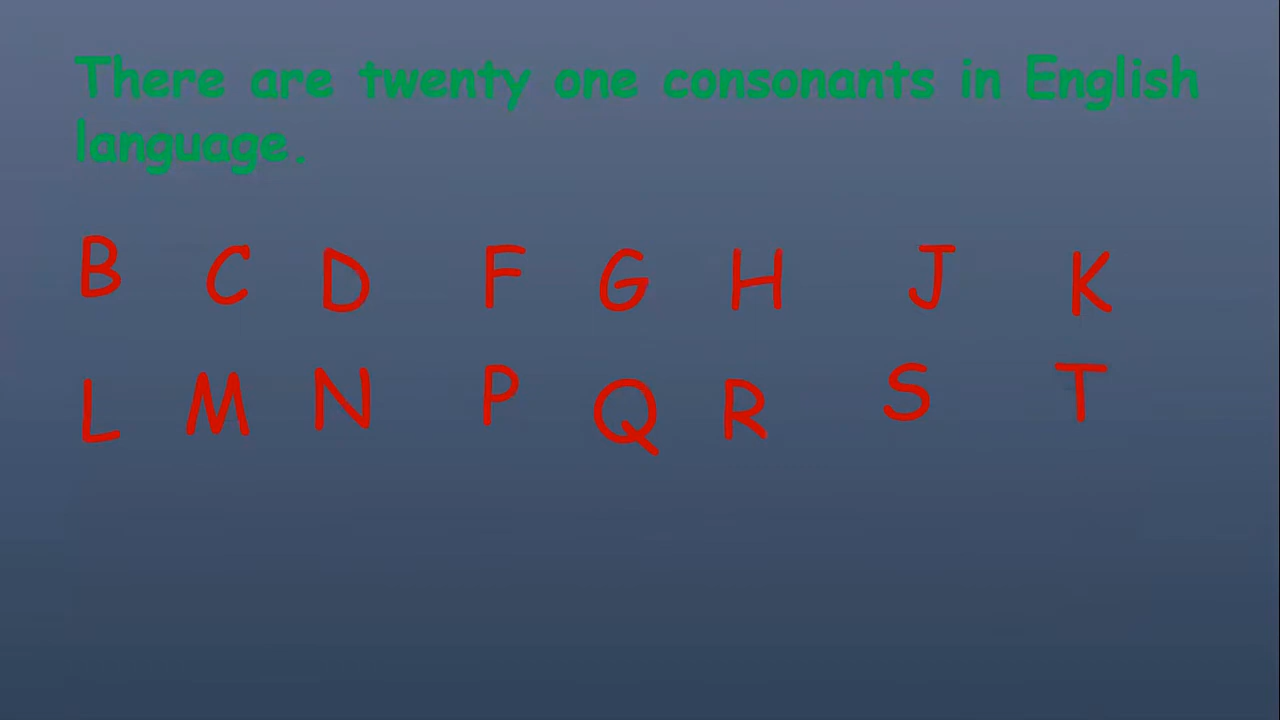 There are twenty one consonants in English
language.
B C D F G H J K
L M N P Q R S T